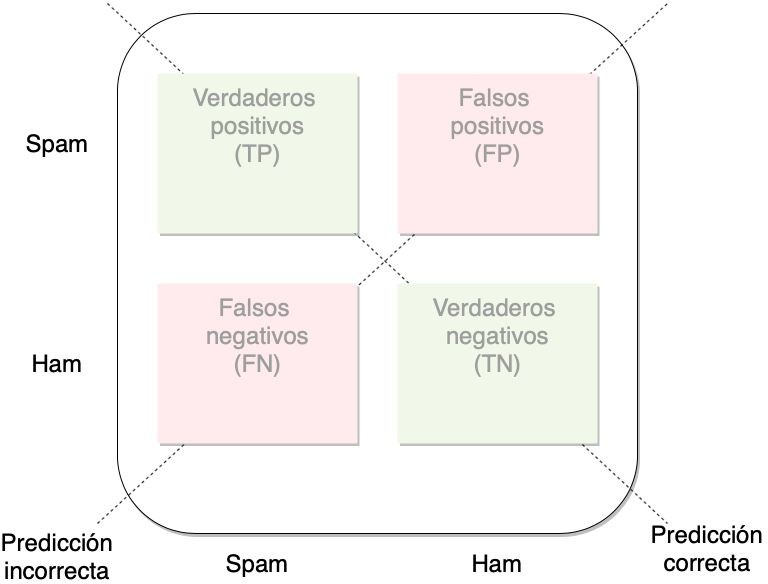 Verdaderos
positivos
(TP)
Falsos
positivos
(FP)
Spam
Falsos
negativos
(FN)
Verdaderos
negativos
(TN)
Ham
Predicción
incorrecta
Spam
Ham
Predicción
correcta